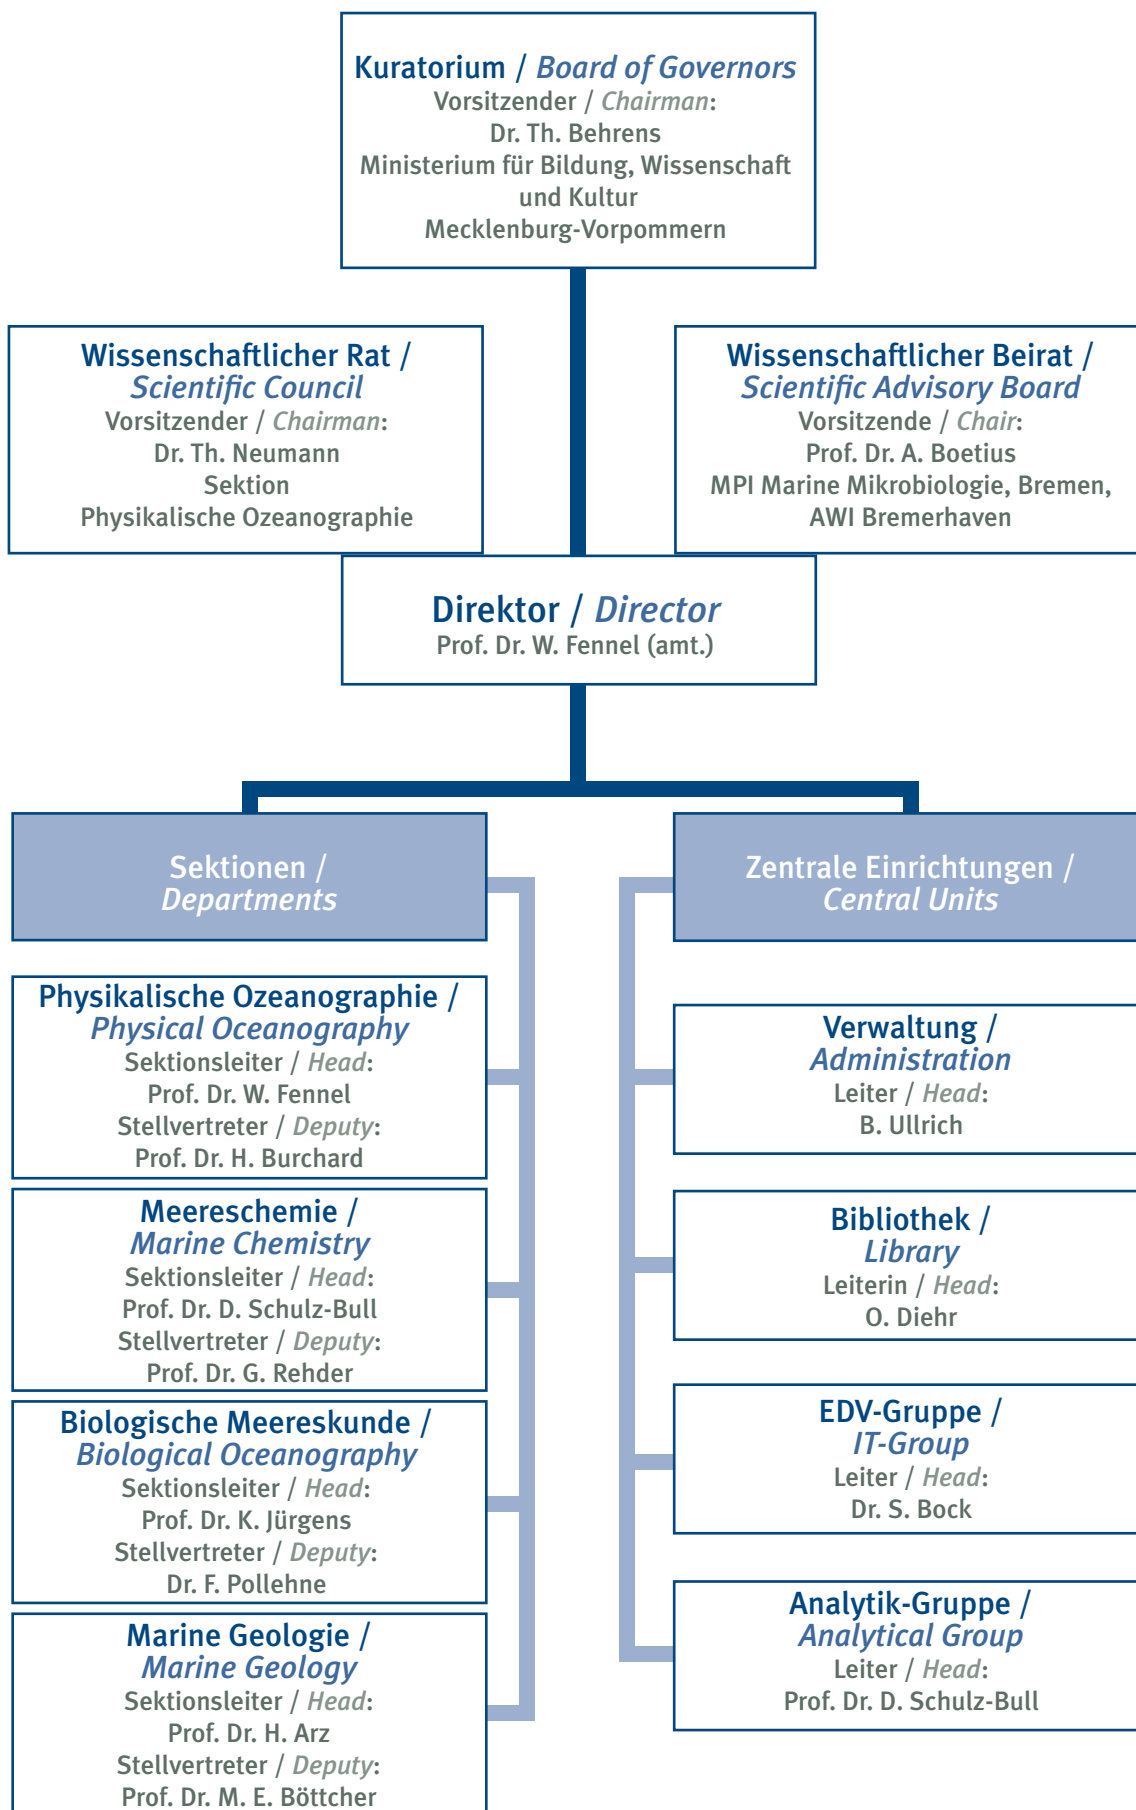 Kuratorium / Board of Governors
Vorsitzender / Chairman:
Dr. Th. Behrens
Ministerium für Bildung, Wissenschaft
und Kultur
Mecklenburg-Vorpommern
Wissenschaftlicher Rat /
Scientific Council
Vorsitzender / Chairman:
Dr. Th. Neumann
Sektion
Physikalische Ozeanographie
Wissenschaftlicher Beirat /
Scientific Advisory Board
Vorsitzende / Chair:
Prof. Dr. A. Boetius
MPI Marine Mikrobiologie, Bremen,
AWI Bremerhaven
Direktor / Director
Prof. Dr. W. Fennel (amt.)
Sektionen /
Departments
Physikalische Ozeanographie /
Physical Oceanography
Sektionsleiter / Head:
Prof. Dr. W. Fennel
Stellvertreter / Deputy:
Prof. Dr. H. Burchard
Meereschemie /
Marine Chemistry
Sektionsleiter / Head:
Prof. Dr. D. Schulz-Bull
Stellvertreter / Deputy:
Prof. Dr. G. Rehder
Biologische Meereskunde /
Biological Oceanography
Sektionsleiter / Head:
Prof. Dr. K. Jürgens
Stellvertreter / Deputy:
Dr. F. Pollehne
Marine Geologie /
Marine Geology
Sektionsleiter / Head:
Prof. Dr. H. Arz
Stellvertreter / Deputy:
Prof. Dr. M. E. Böttcher
Zentrale Einrichtungen /
Central Units
Verwaltung /
Administration
Leiter / Head:
B. Ullrich
Bibliothek /
Library
Leiterin / Head:
O. Diehr
EDV-Gruppe /
IT-Group
Leiter / Head:
Dr. S. Bock
Analytik-Gruppe /
Analytical Group
Leiter / Head:
Prof. Dr. D. Schulz-Bull